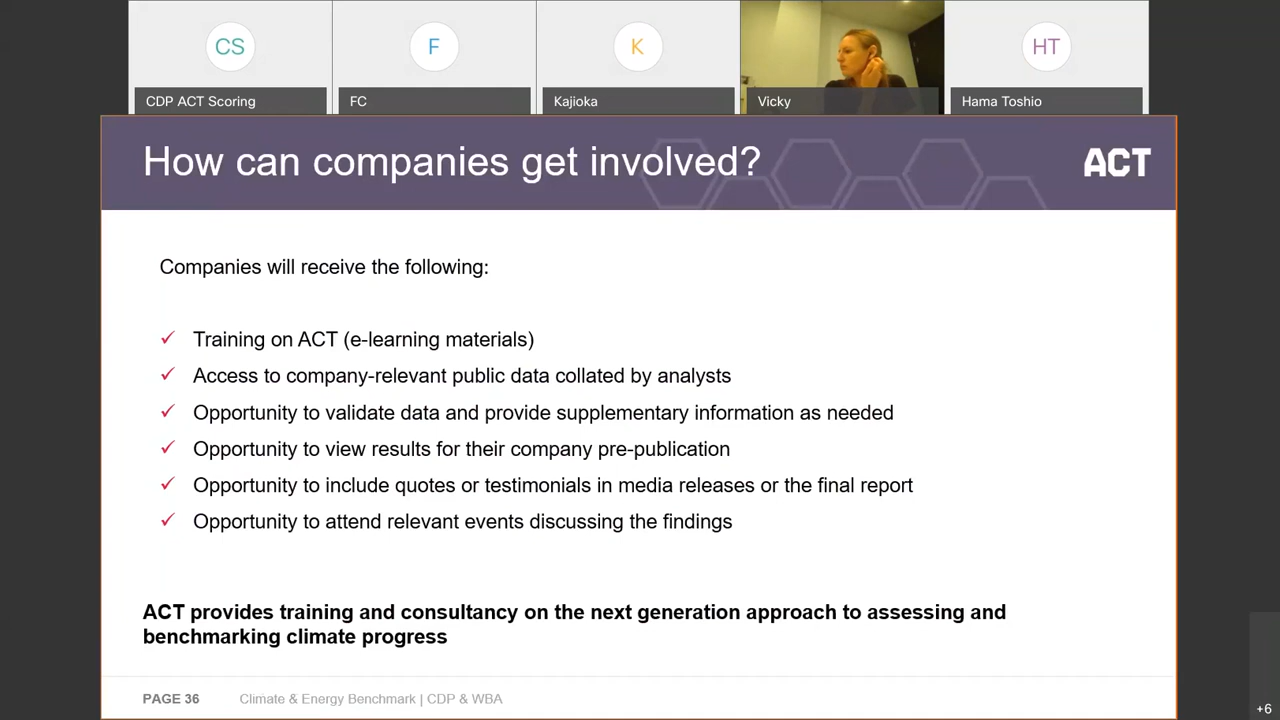 CS
F
K
HT
CDP ACT Scoring
FC
Kajioka
Vicky
Hama Toshio
How can companies get involved?
ACT
Companies will receive the following:
✓ Training on ACT (e-learning materials)
✓ Access to company-relevant public data collated by analysts
✓ Opportunity to validate data and provide supplementary information as needed
✓ Opportunity to view results for their company pre-publication
✓ Opportunity to include quotes or testimonials in media releases or the final report
✓ Opportunity to attend relevant events discussing the findings
ACT provides training and consultancy on the next generation approach to assessing and
benchmarking climate progress
PAGE 36
Climate & Energy Benchmark | CDP & WBA
+6